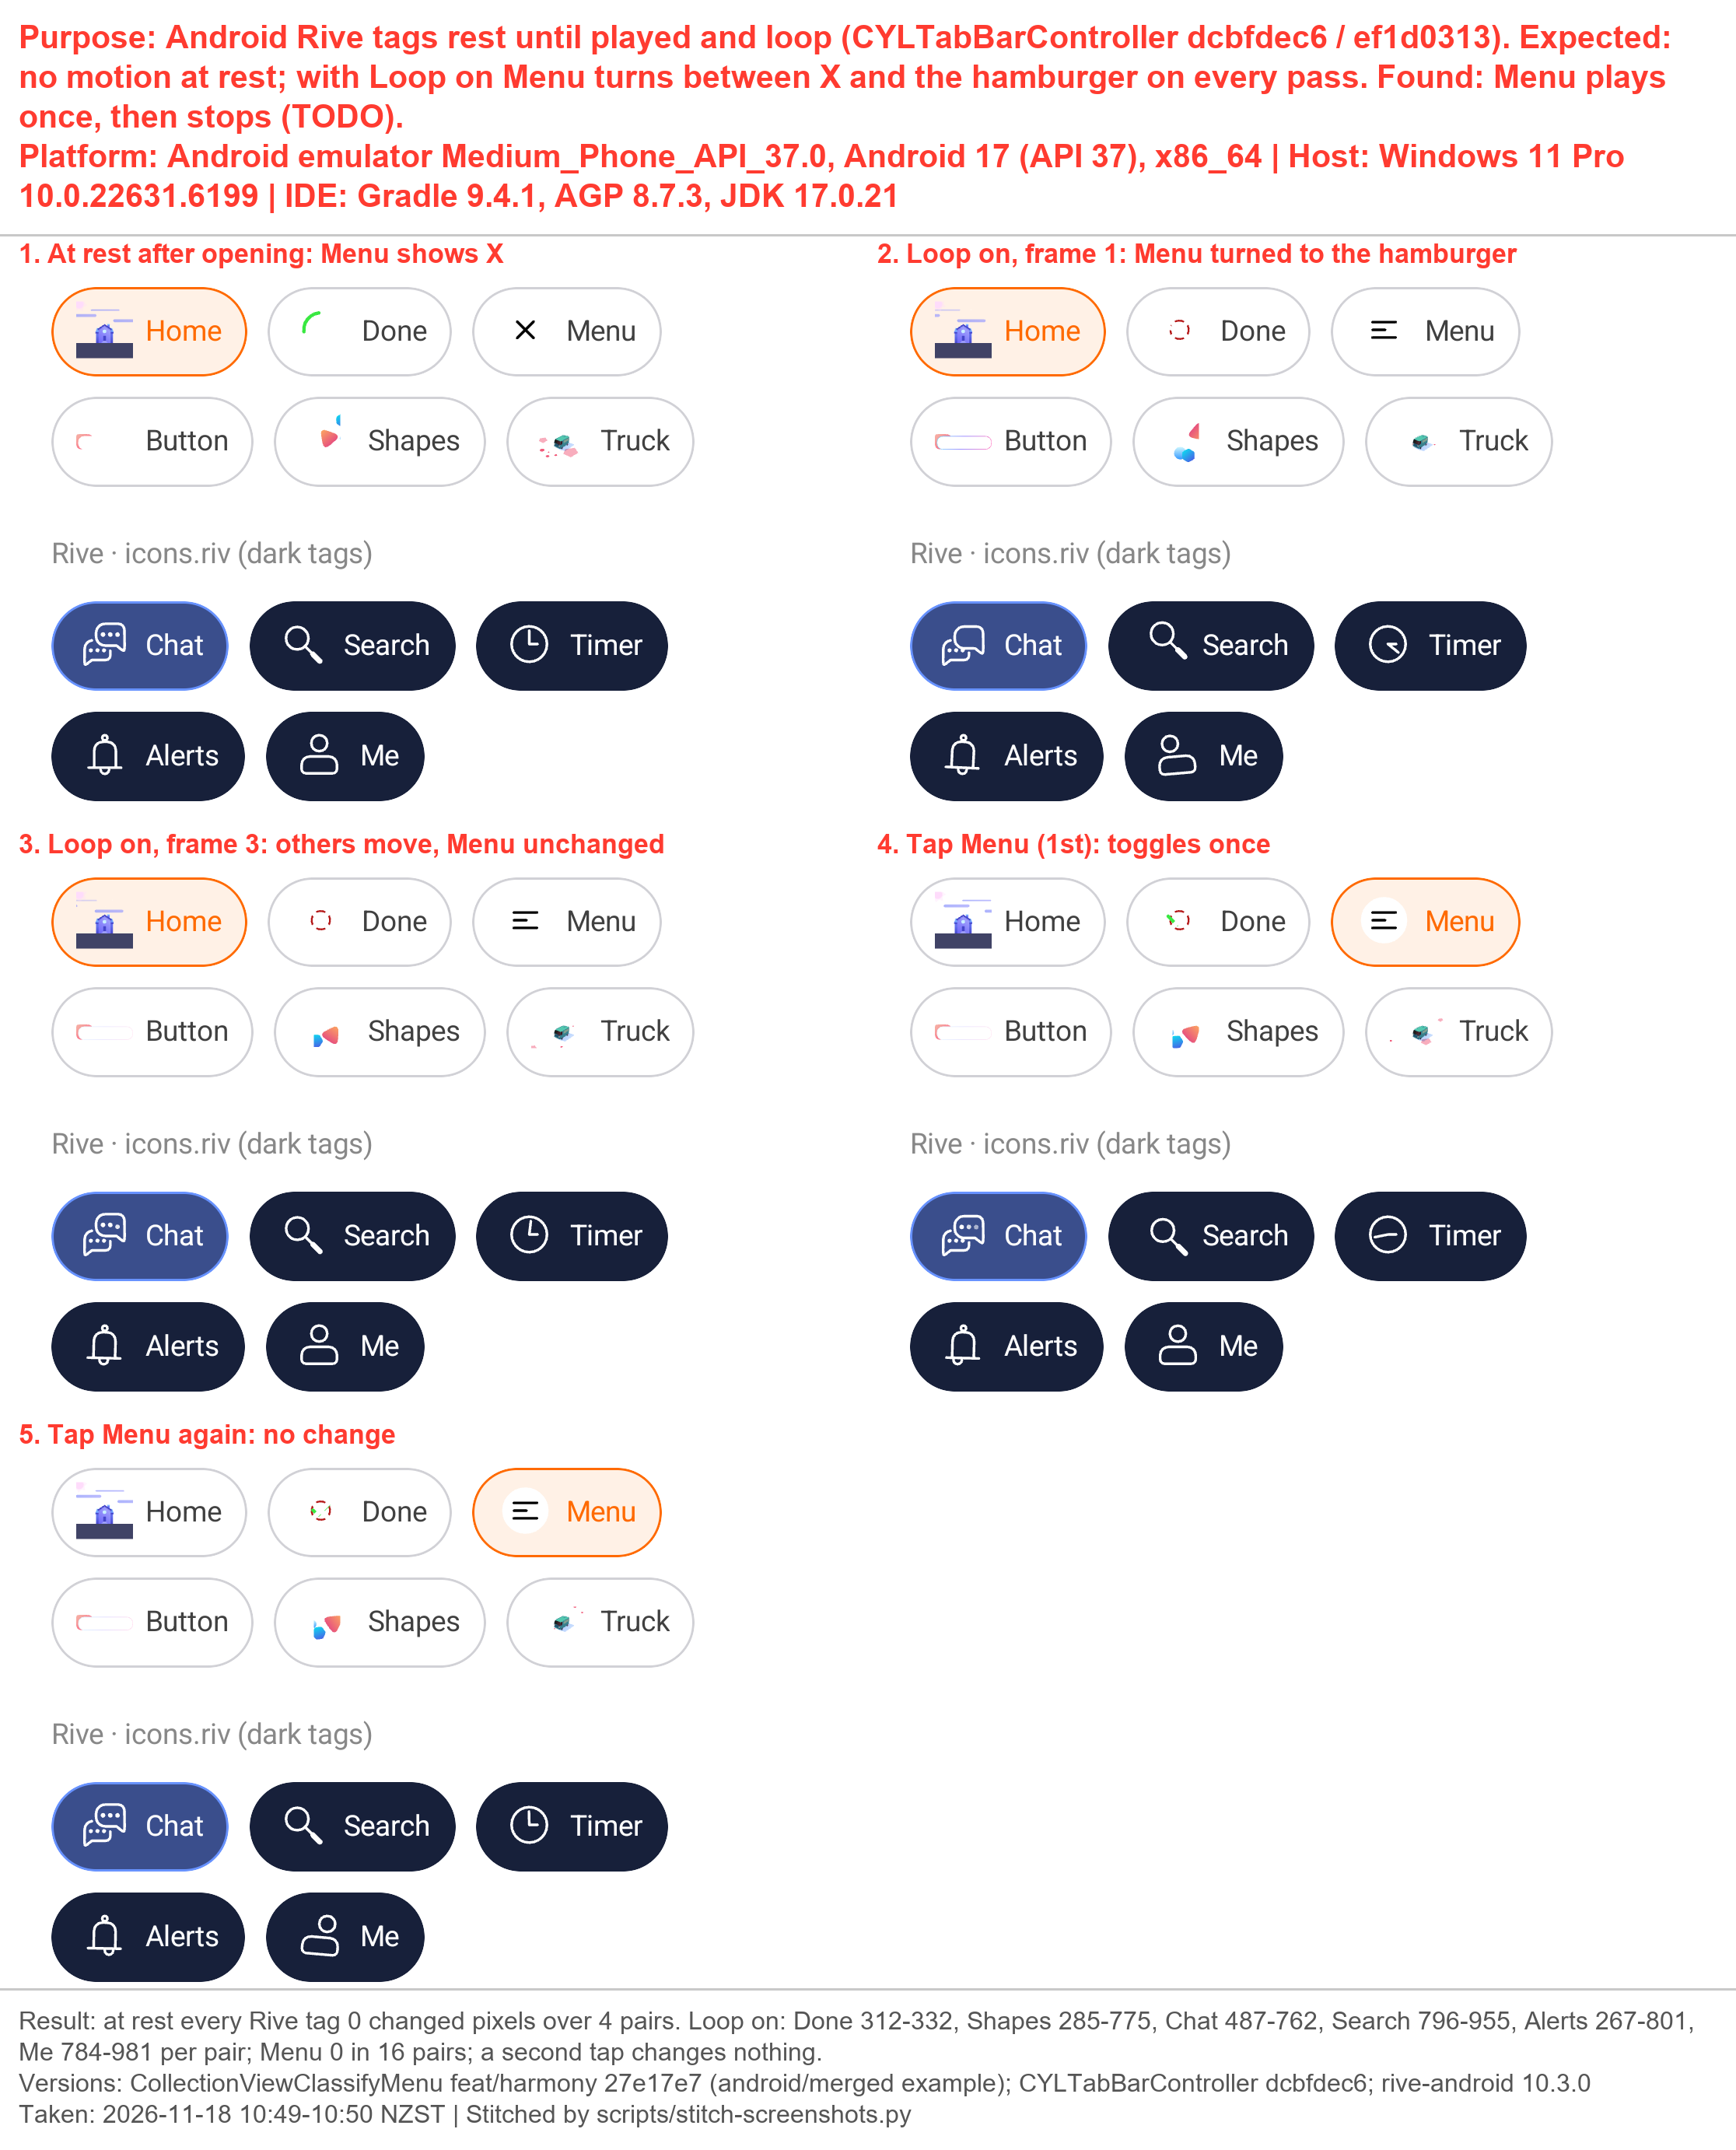 Purpose: Android Rive tags rest until played and loop (CYLTabBarController dcbfdec6 / ef1d0313). Expected:
no motion at rest; with Loop on Menu turns between X and the hamburger on every pass. Found: Menu plays
once, then stops (TODO).
Platform: Android emulator Medium_Phone_API_37.0, Android 17 (API 37), x86_64 | Host: Windows 11 Pro
10.0.22631.6199 | IDE: Gradle 9.4.1, AGP 8.7.3, JDK 17.0.21
1. At rest after opening: Menu shows X
Home Done Menu
Button Shapes Truck
Rive · icons.riv (dark tags)
Chat Search Timer
Alerts Me
2. Loop on, frame 1: Menu turned to the hamburger
Home Done Menu
Button Shapes Truck
Rive · icons.riv (dark tags)
Chat Search Timer
Alerts Me
3. Loop on, frame 3: others move, Menu unchanged
Home Done Menu
Button Shapes Truck
Rive · icons.riv (dark tags)
Chat Search Timer
Alerts Me
4. Tap Menu (1st): toggles once
Home Done Menu
Button Shapes Truck
Rive · icons.riv (dark tags)
Chat Search Timer
Alerts Me
5. Tap Menu again: no change
Home Done Menu
Button Shapes Truck
Rive · icons.riv (dark tags)
Chat Search Timer
Alerts Me
Result: at rest every Rive tag 0 changed pixels over 4 pairs. Loop on: Done 312-332, Shapes 285-775, Chat 487-762, Search 796-955, Alerts 267-801,
Me 784-981 per pair; Menu 0 in 16 pairs; a second tap changes nothing.
Versions: CollectionViewClassifyMenu feat/harmony 27e17e7 (android/merged example); CYLTabBarController dcbfdec6; rive-android 10.3.0
Taken: 2026-11-18 10:49-10:50 NZST | Stitched by scripts/stitch-screenshots.py